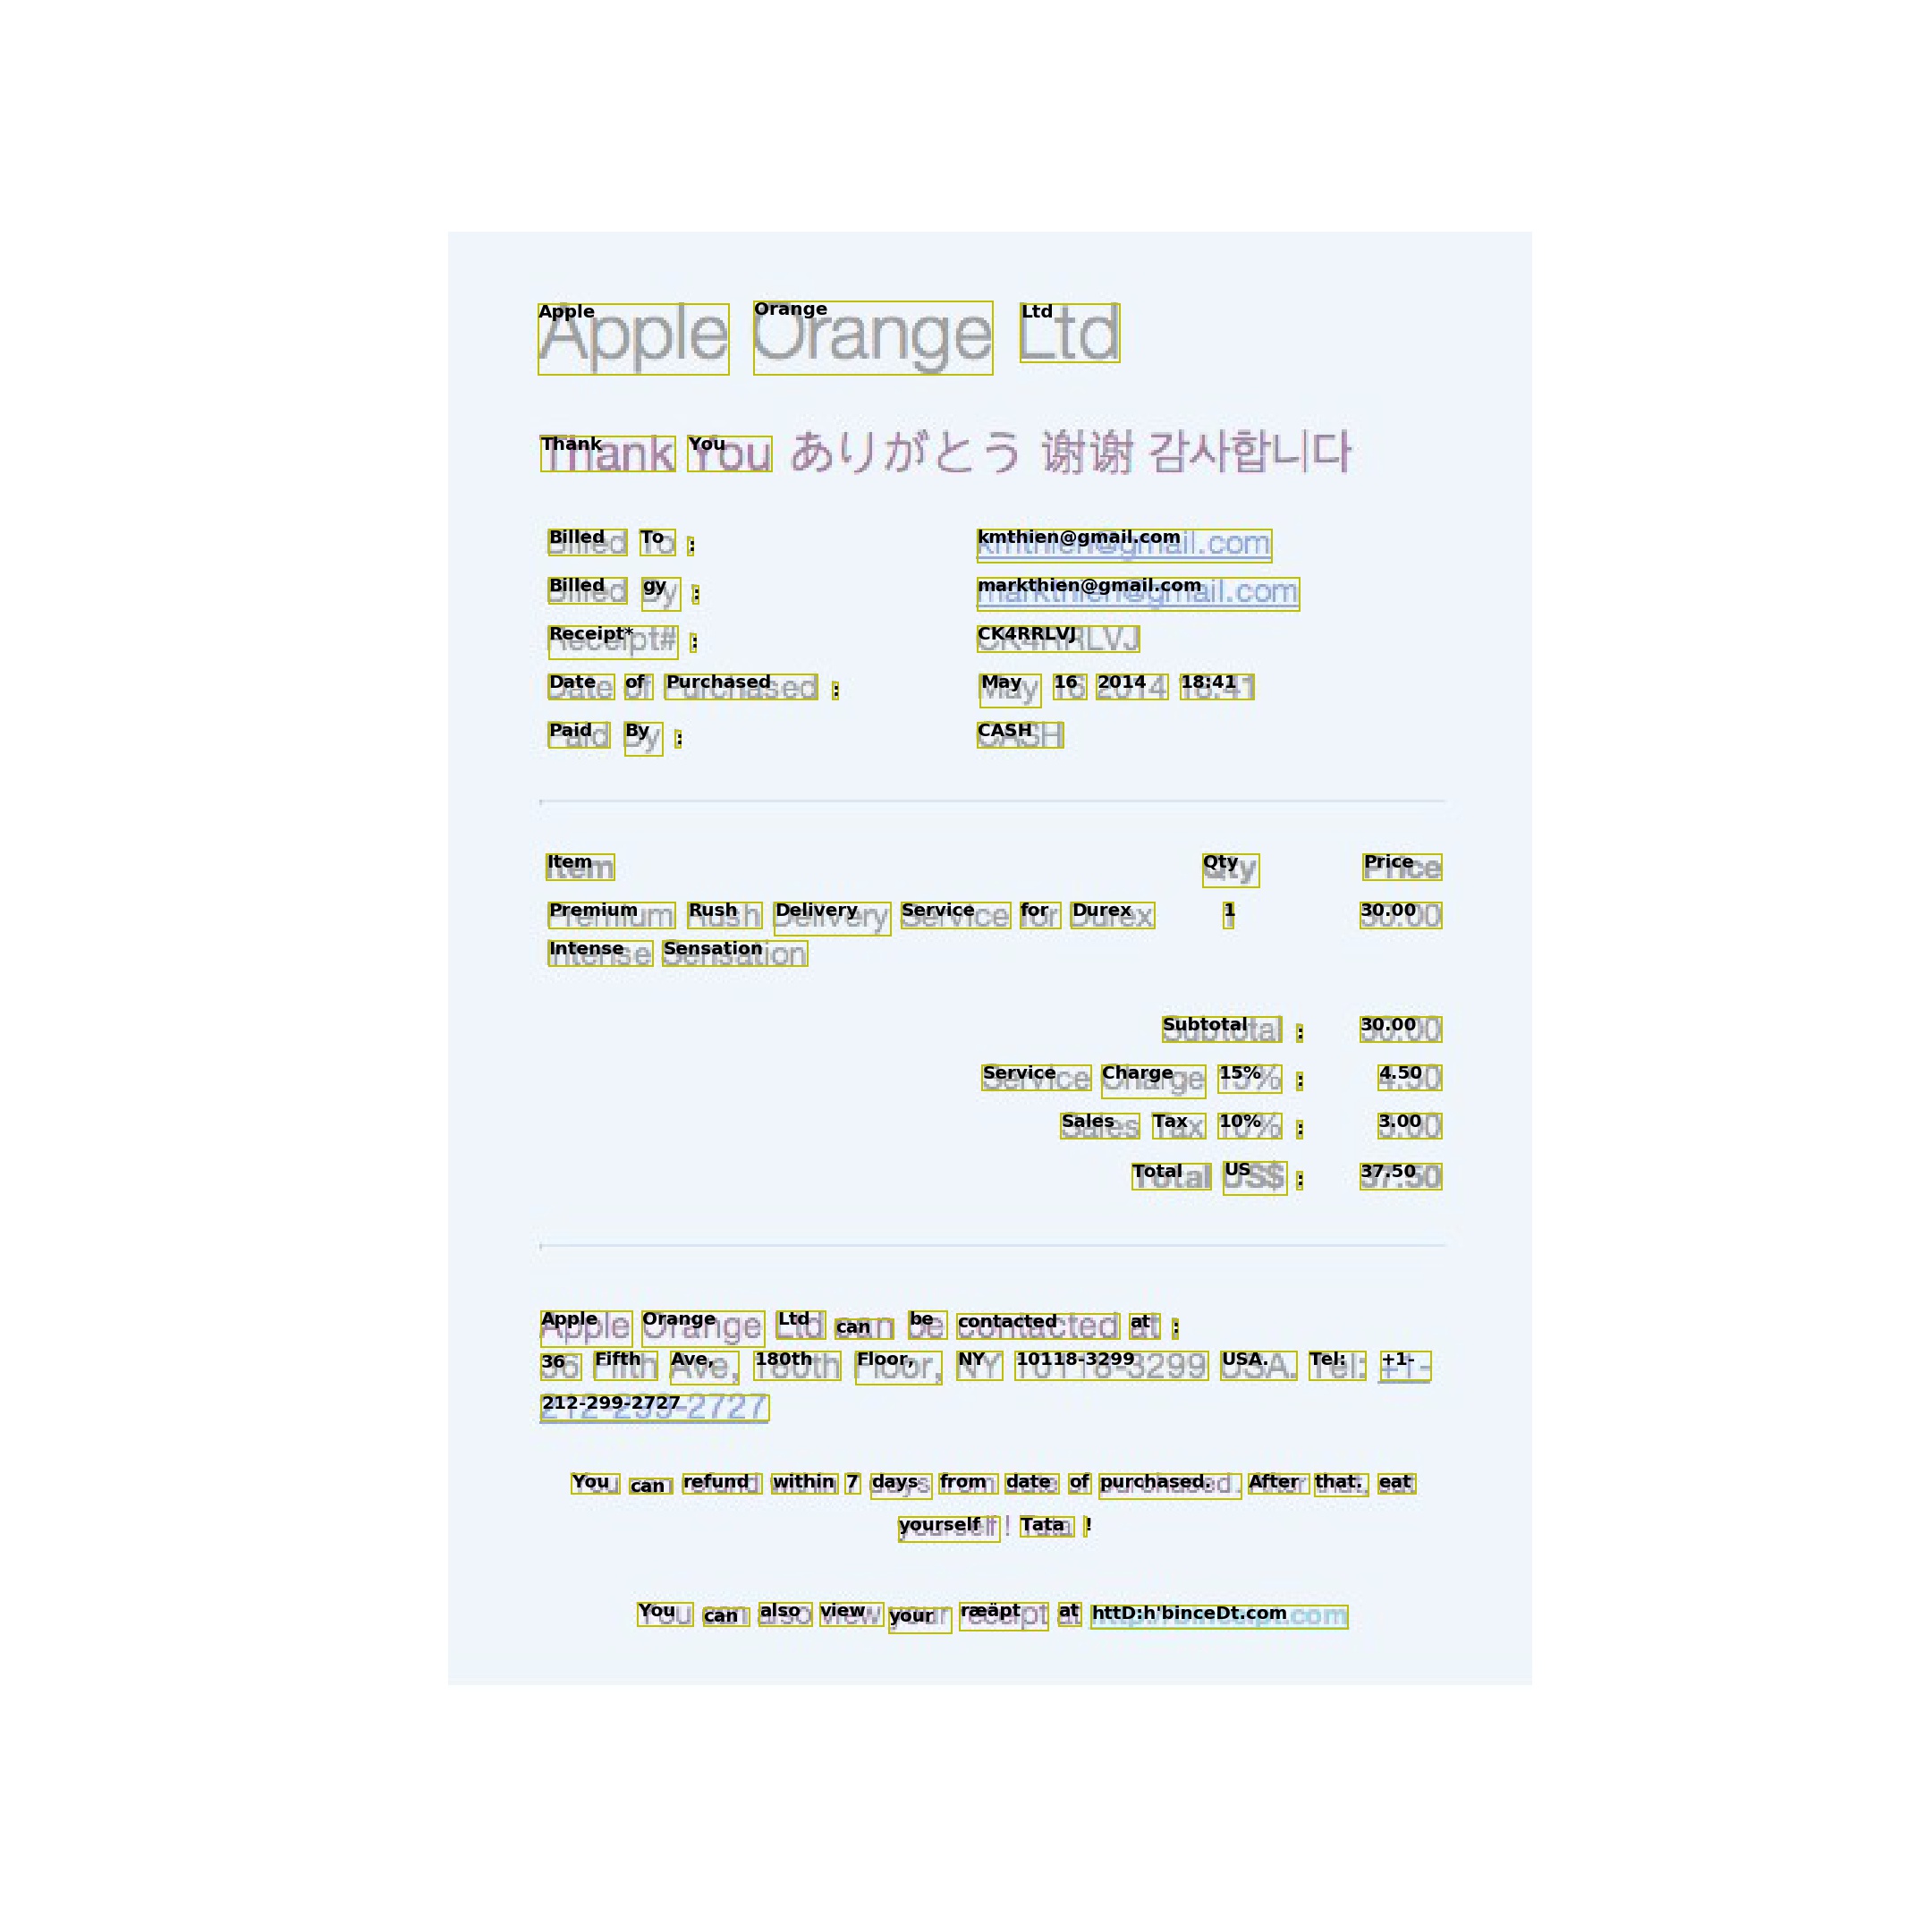 Apple Orange Ltd
Thank You ありがとう 谢谢 감사합니다
Billed To : kmthien@gmail.com
Billed By : markthien@gmail.com
Receipt# : CK4RRLVJ
Date of Purchased : May 16 2014 18:41
Paid By : CASH
Item Qty Price
Premium Rush Delivery Service for Durex 1 30.00
Intense Sensation
Subtotal : 30.00
Service Charge 15% : 4.50
Sales Tax 10% : 3.00
Total US$ : 37.50
Apple Orange Ltd can be contacted at :
36 Fifth Ave, 180th Floor, NY 10118-3299 USA. Tel: +1-
212-299-2727
You can refund within 7 days from date of purchased. After that, eat
yourself ! Tata !
You can also view your receipt at